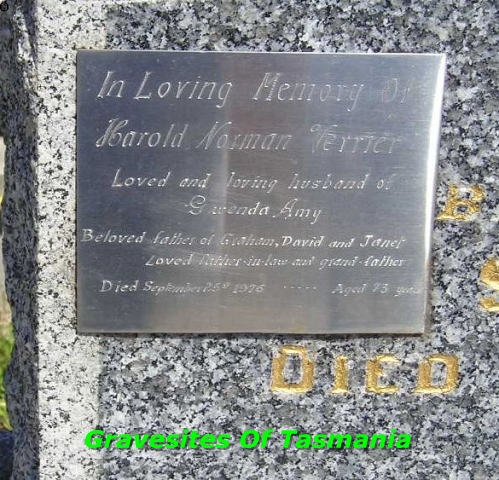 In Loving Memory Of
Harold Norman Ferrier
Loved and loving husband of
Gwenda Amy
Beloved father of Graham, David and Janet
Loved father-in-law and grand-father
Died September 25th 1976 ..... Aged 73 years
B
S
DIED
Gravesites Of Tasmania